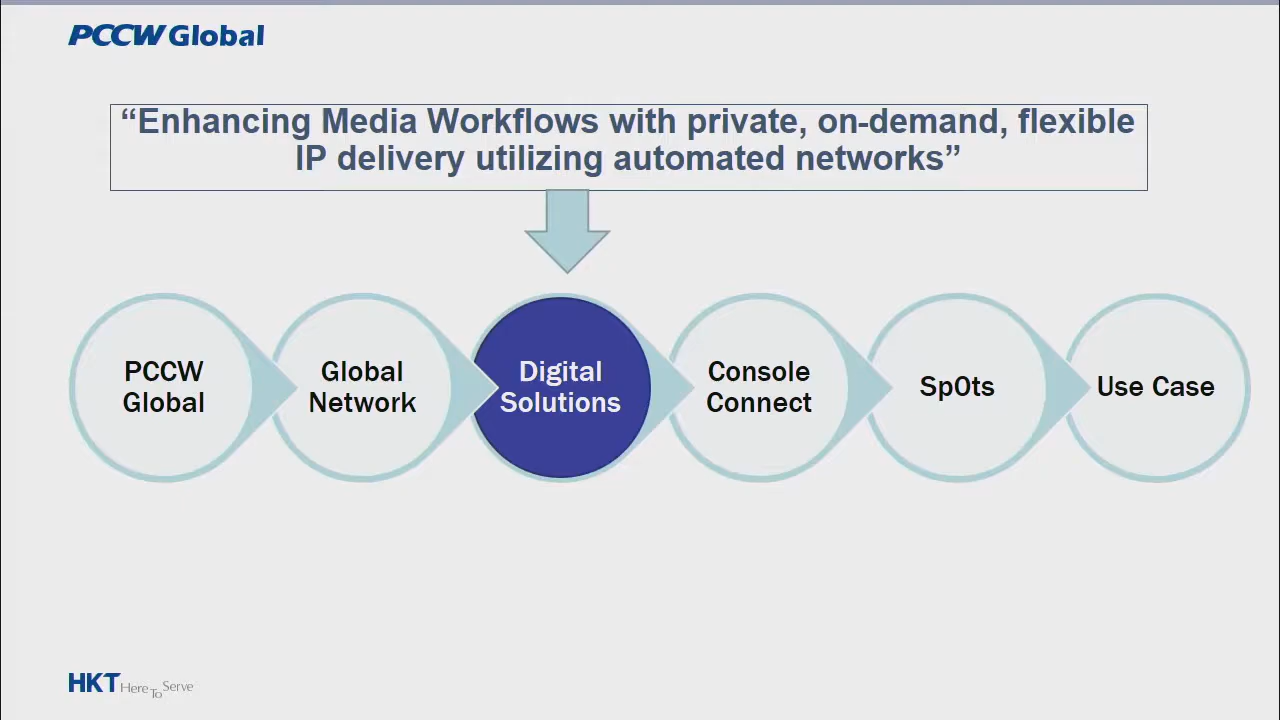 PCCW Global
“Enhancing Media Workflows with private, on-demand, flexible
IP delivery utilizing automated networks”
PCCW
Global
Global
Network
Digital
Solutions
Console
Connect
SpOts
Use Case
HKT Here To Serve